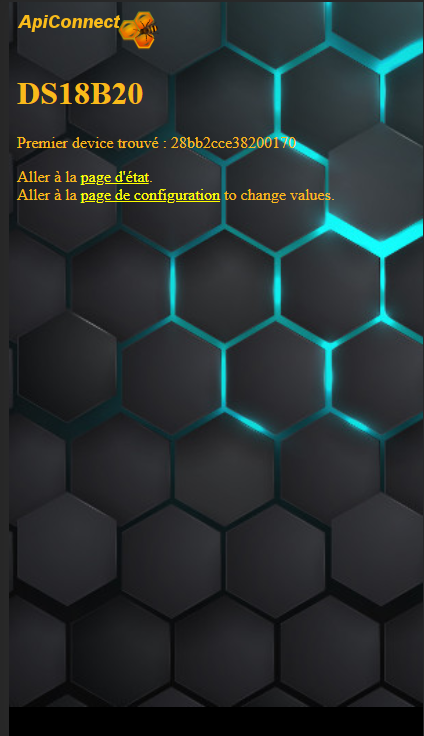 ApiConnect
DS18B20
Premier device trouvé : 28bb2cce38200170
Aller à la page d'état.
Aller à la page de configuration to change values.